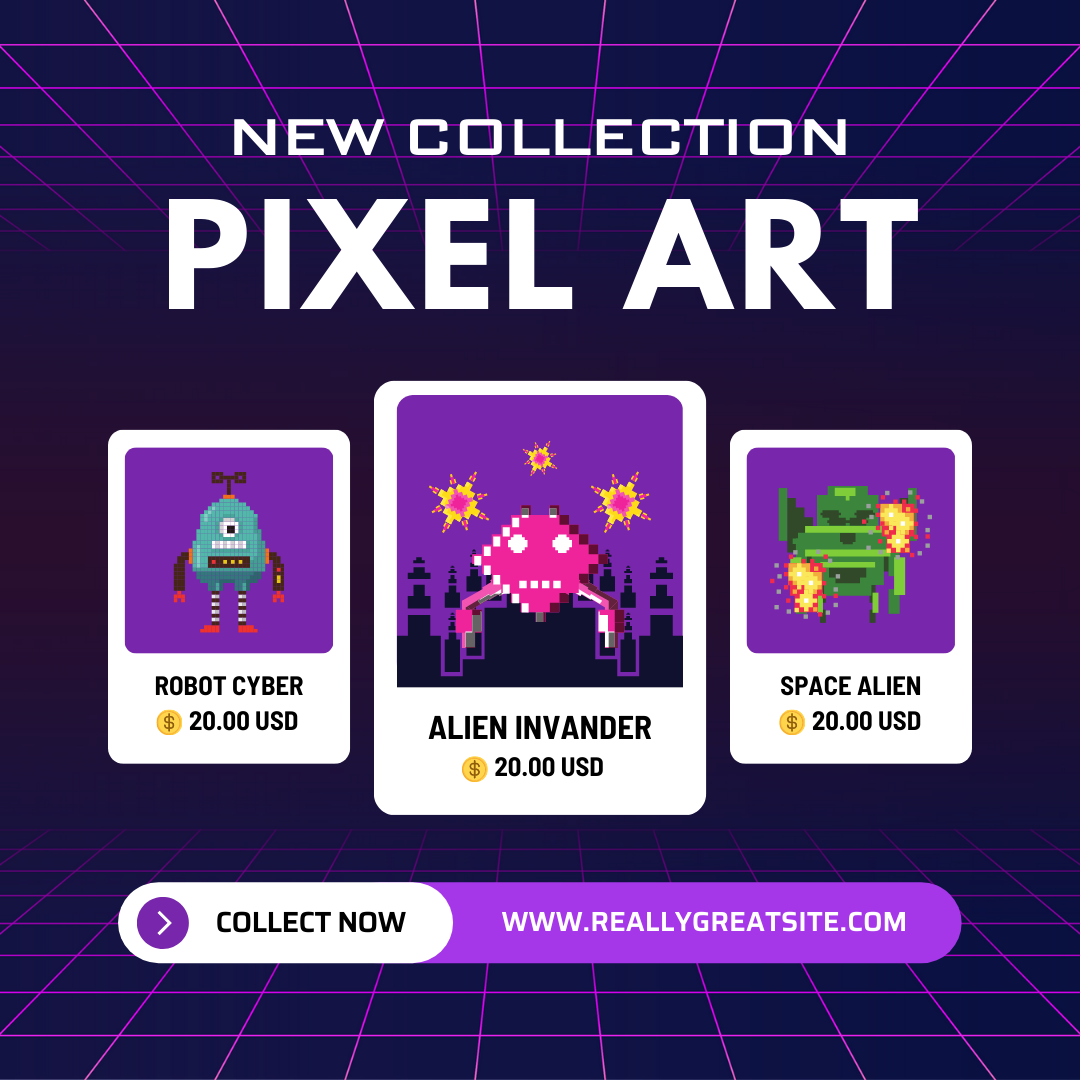 NEW COLLECTION
PIXEL ART
ROBOT CYBER
$ 20.00 USD
ALIEN INVANDER
$ 20.00 USD
SPACE ALIEN
$ 20.00 USD
COLLECT NOW
WWW.REALLYGREATSITE.COM